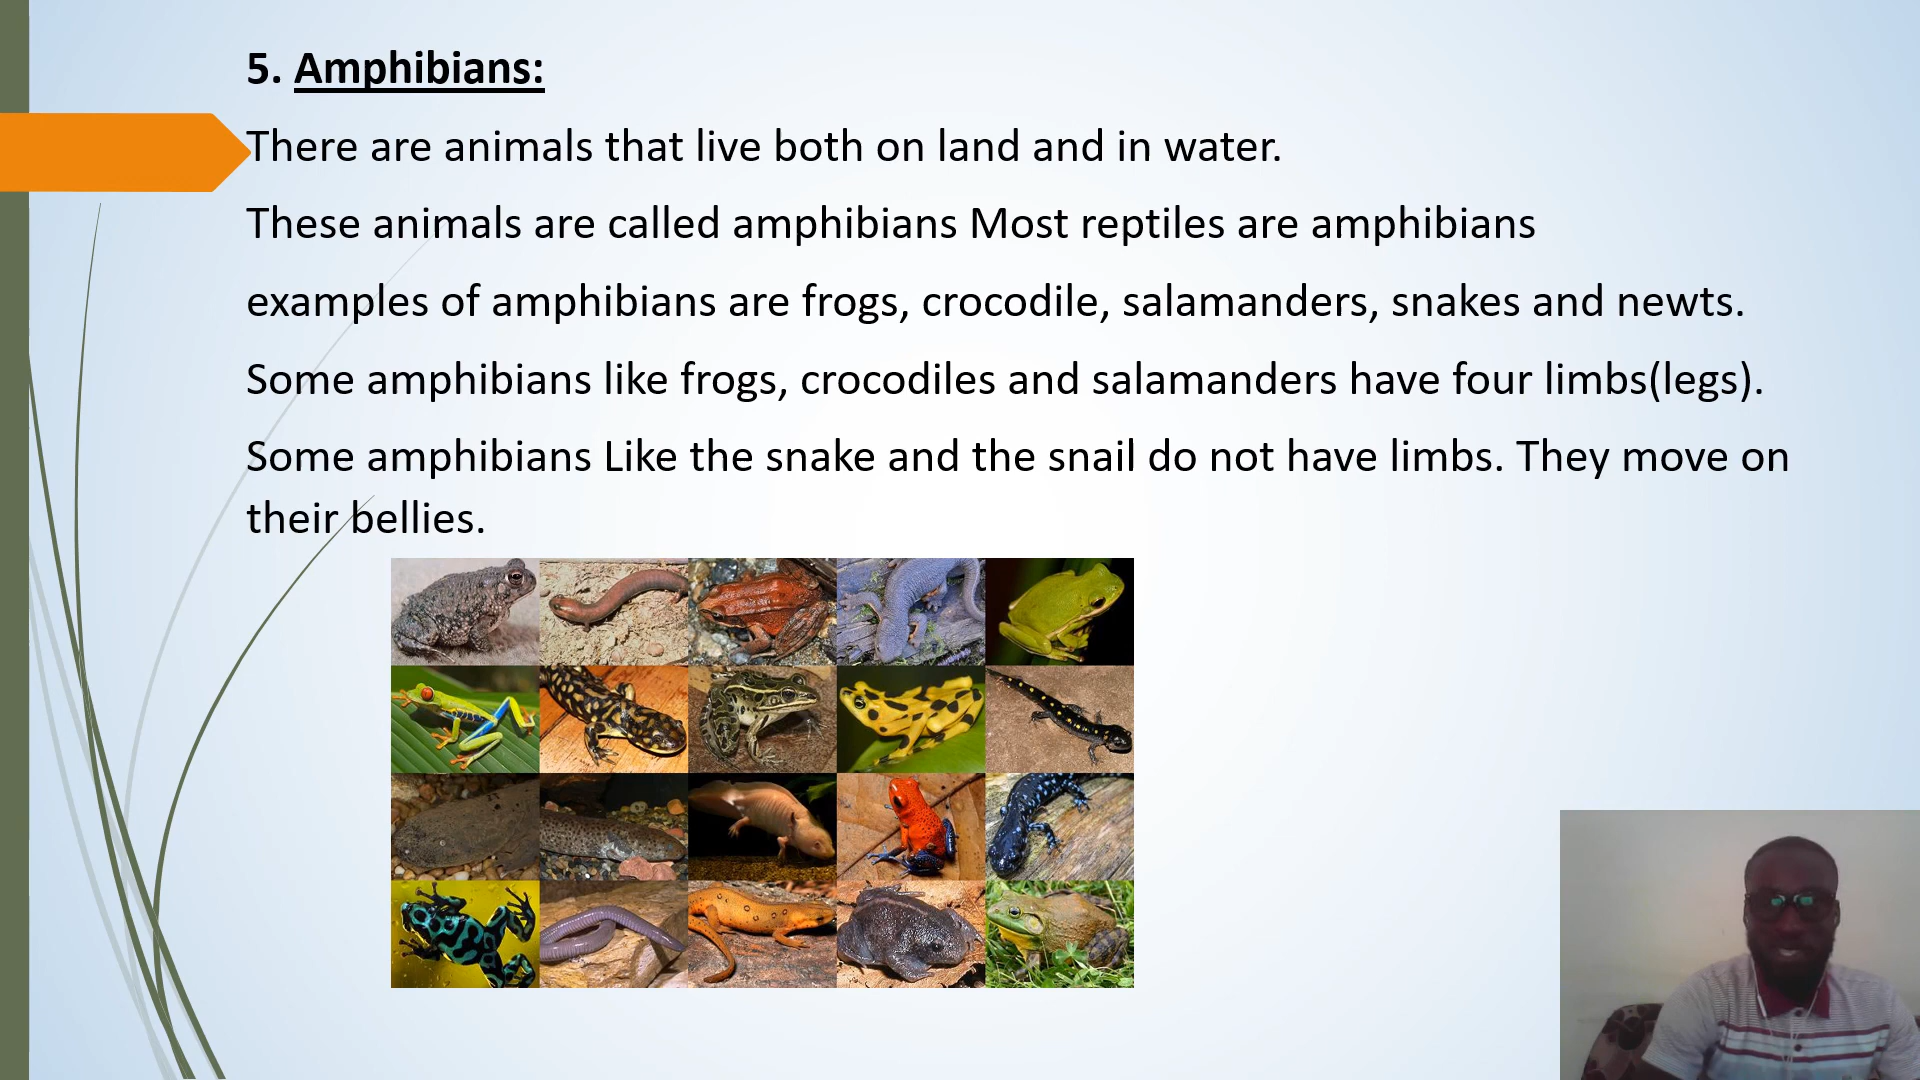 5. Amphibians:
There are animals that live both on land and in water.
These animals are called amphibians Most reptiles are amphibians
examples of amphibians are frogs, crocodile, salamanders, snakes and newts.
Some amphibians like frogs, crocodiles and salamanders have four limbs(legs).
Some amphibians Like the snake and the snail do not have limbs. They move on
their bellies.